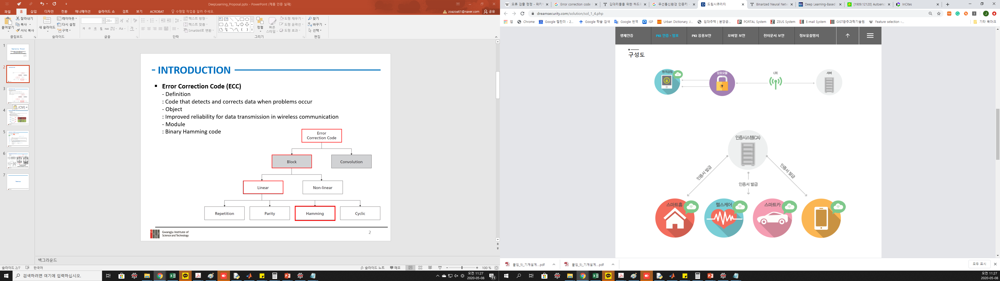 DeepLearning_Proposal.pptx - PowerPoint (제품 인증 실패)
파일 홈 삽입 디자인 전환 애니메이션 슬라이드 쇼 검토 보기 ACROBAT 수행할 작업을 알려 주세요.
zoazoa61@naver.com 공유
붙여넣기
잘라내기
복사
서식 복사
클립보드
새 슬라이드
레이아웃
다시 설정
구역
슬라이드
28+
글꼴
텍스트 방향
텍스트 맞춤
SmartArt로 변환
단락
정렬
빠른
스타일
도형 채우기
도형 윤곽선
도형 효과
그리기
찾기
바꾸기
선택
편집
1
2
3
(Ctrl)
4
5
6
7
- INTRODUCTION
Error Correction Code (ECC)
- Definition
: Code that detects and corrects data when problems occur
- Object
: Improved reliability for data transmission in wireless communication
- Module
: Binary Hamming code
Error
Correction Code
Block
Convolution
Linear
Non-linear
Repetition
Parity
Hamming
Cyclic
Gwangju Institute of
Science and Technology
2
백그라운드
슬라이드 2/7 한국어
슬라이드 노트 메모 100 %
검색하려면 여기에 입력하십시오.
오전 11:27
2020-05-08
오류 검출 정정 - 위키
Error correction code
김대리들을 위한 하드
무선통신환경 인증키
드림시큐리티
Binarized Neural Netw
Deep Learning-Based
[1909.12120] Autoenc
InCites
dreamsecurity.com/solution/sol_1_4.php
앱
Chrome
Google 캘린더 - 2...
Google 학술 검색
Google 번역
ISP
Urban Dictionary, J...
임대주택 | 분양공...
PORTAL System
ZEUS System
E-mail System
GIST광주과학기술원
Feature selection -...
기타 북마크
생체인증
PKI 인증・암호
PKI 응용보안
모바일 보안
전자문서 보안
정보유출방지
구성도
원격검침
암호모듈
LTE
서버
인증시스템(CA)
인증서 발급
인증서 발급
인증서 발급
스마트홈
헬스케어
스마트카
붙임_5)_기계설계....pdf
붙임_5)_기계설계....pdf
모두 표시
오전 11:27
2020-05-08